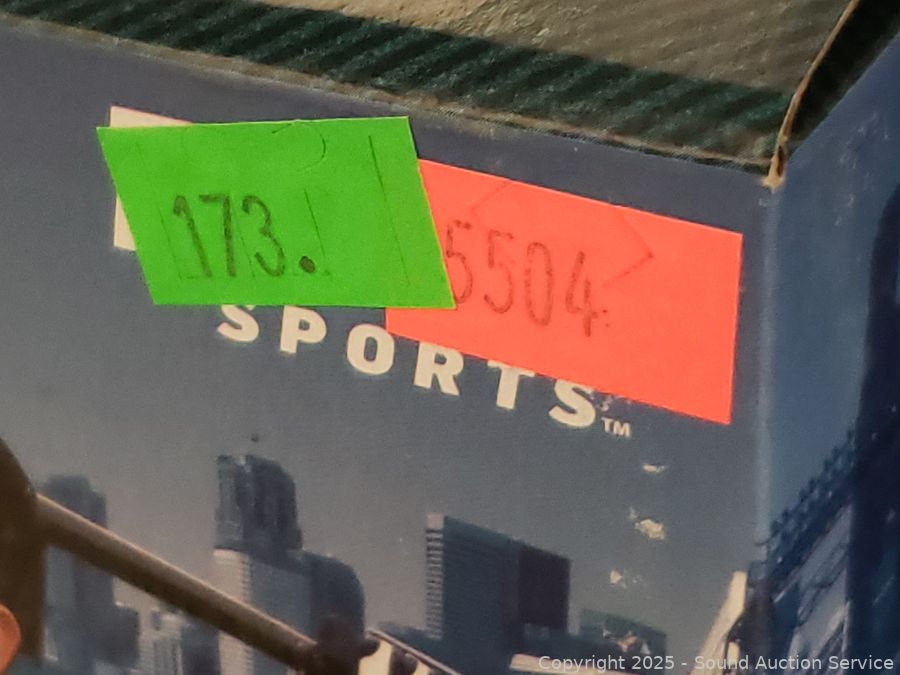 173.
5504
SPORTS™
Copyright 2025 - Sound Auction Service